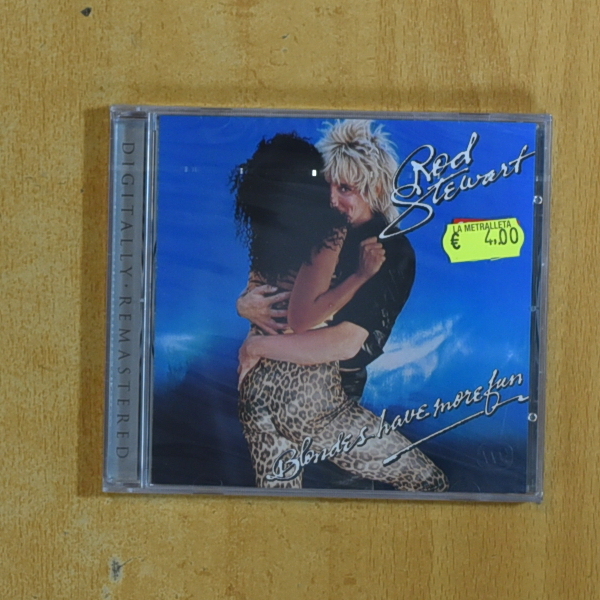 DIGITALLY · REMASTERED
Rod
Stewart
LA METRALLETA
€ 4,00
Blondes have more fun